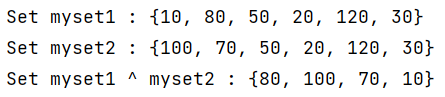 Set myset1 : {10, 80, 50, 20, 120, 30}
Set myset2 : {100, 70, 50, 20, 120, 30}
Set myset1 ^ myset2 : {80, 100, 70, 10}